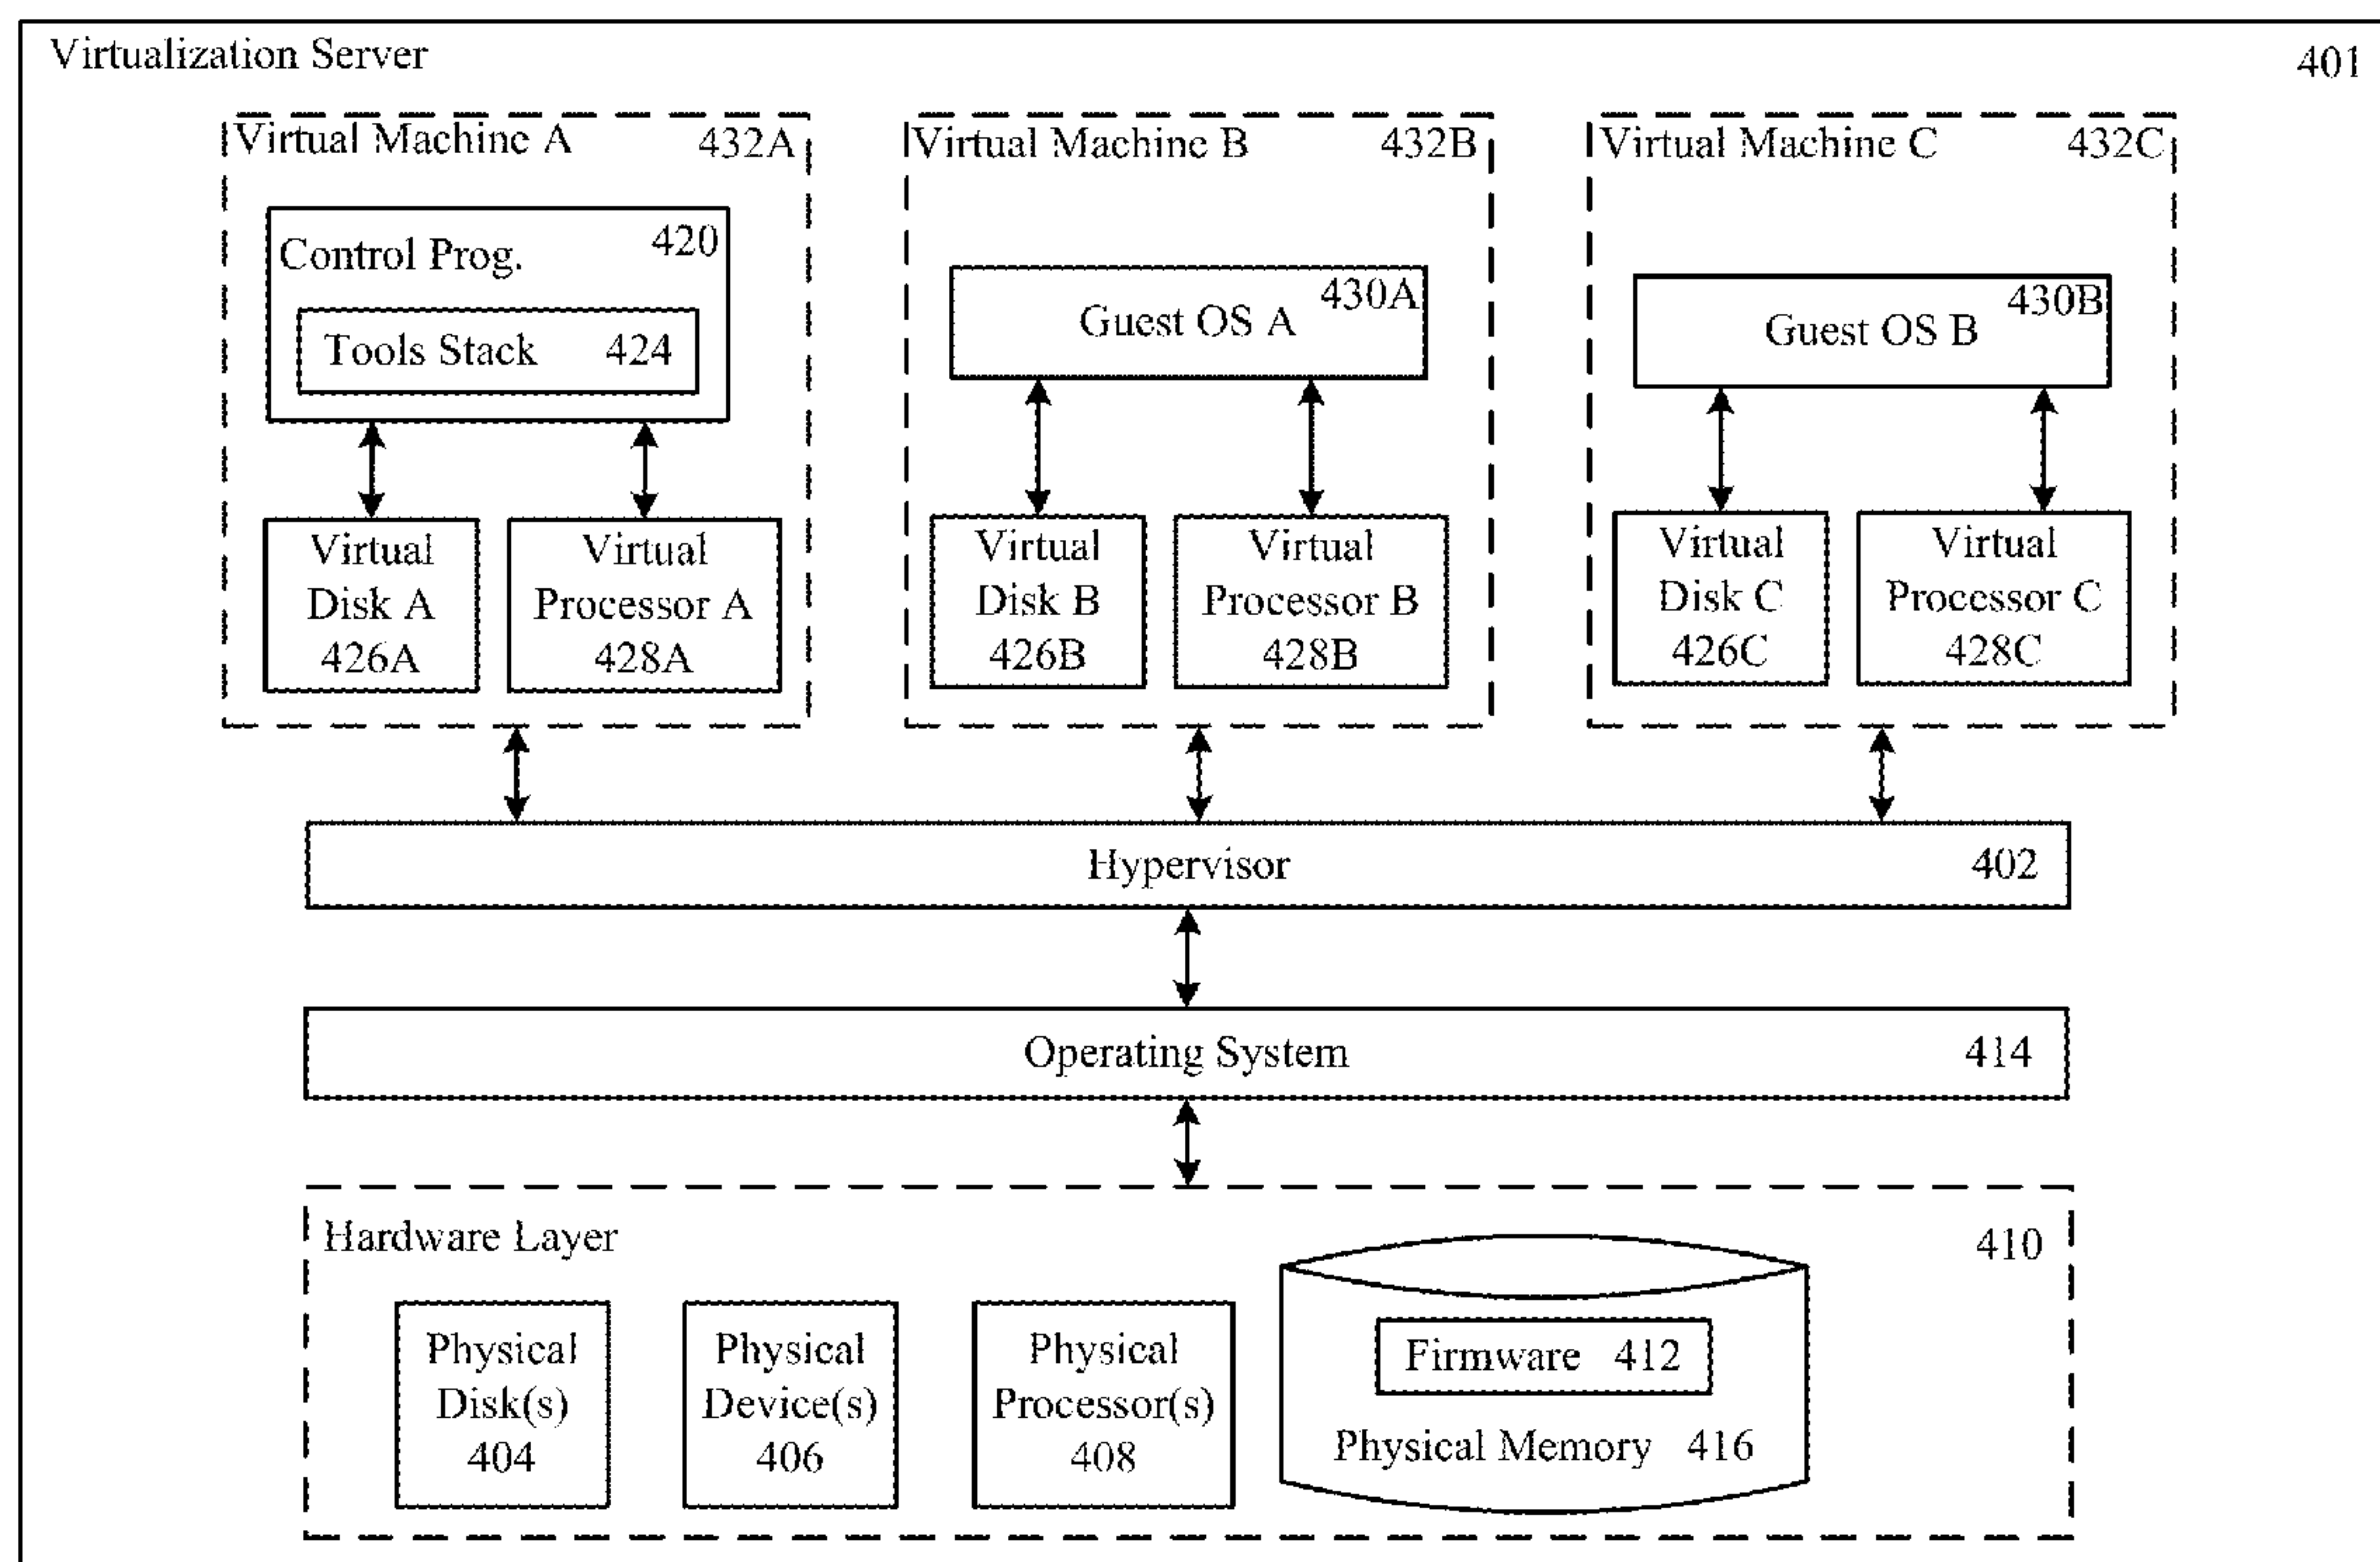 Virtualization Server 401
Virtual Machine A 432A
Control Prog. 420
Tools Stack 424
Virtual
Disk A
426A
Virtual
Processor A
428A
Virtual Machine B 432B
Guest OS A 430A
Virtual
Disk B
426B
Virtual
Processor B
428B
Virtual Machine C 432C
Guest OS B 430B
Virtual
Disk C
426C
Virtual
Processor C
428C
Hypervisor 402
Operating System 414
Hardware Layer 410
Physical
Disk(s)
404
Physical
Device(s)
406
Physical
Processor(s)
408
Firmware 412
Physical Memory 416